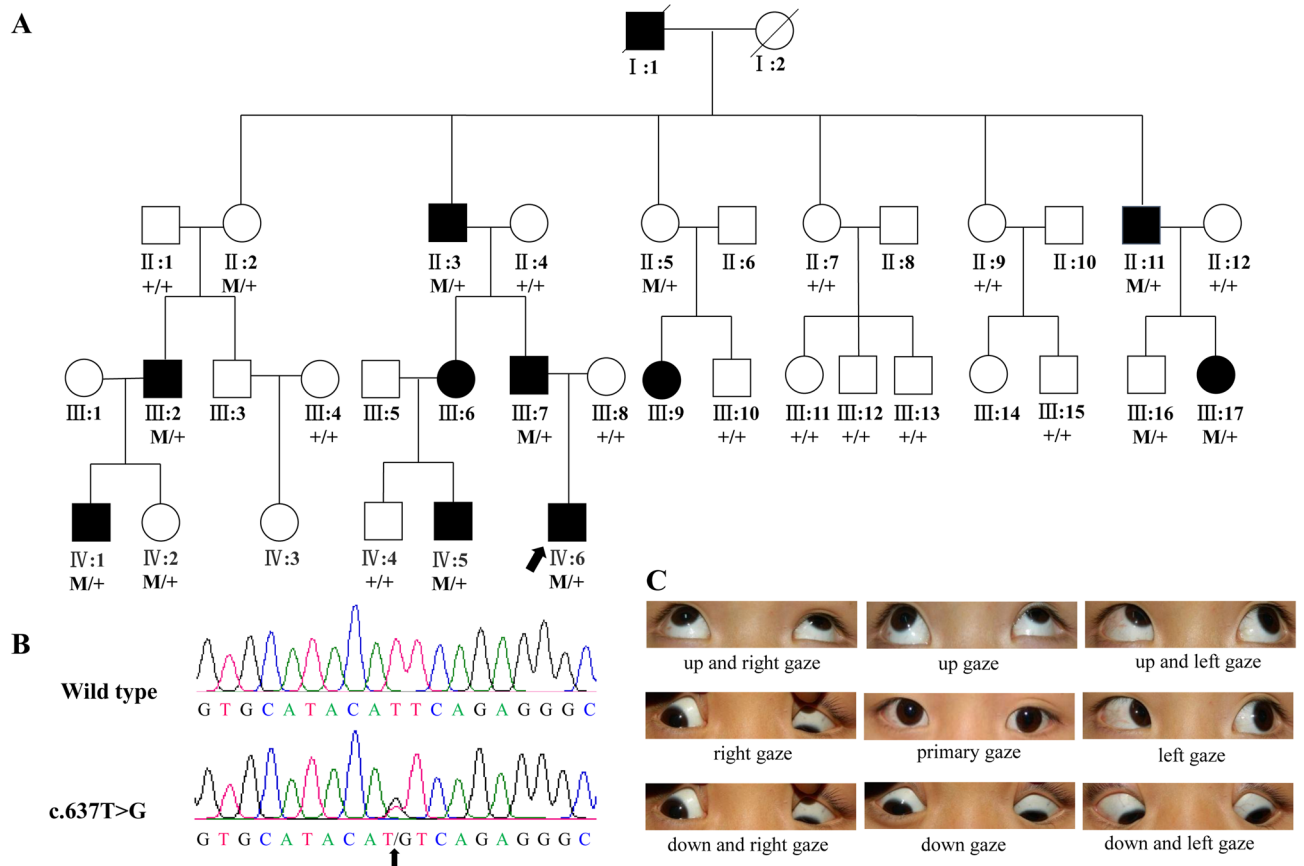 A
Ⅰ:1 Ⅰ:2
Ⅱ:1 Ⅱ:2 Ⅱ:3 Ⅱ:4 Ⅱ:5 Ⅱ:6 Ⅱ:7 Ⅱ:8 Ⅱ:9 Ⅱ:10 Ⅱ:11 Ⅱ:12
+/+ M/+ M/+ +/+ M/+ +/+ +/+ M/+ +/+
Ⅲ:1 Ⅲ:2 Ⅲ:3 Ⅲ:4 Ⅲ:5 Ⅲ:6 Ⅲ:7 Ⅲ:8 Ⅲ:9 Ⅲ:10 Ⅲ:11 Ⅲ:12 Ⅲ:13 Ⅲ:14 Ⅲ:15 Ⅲ:16 Ⅲ:17
M/+ +/+ M/+ +/+ +/+ +/+ +/+ +/+ +/+ M/+ M/+
Ⅳ:1 Ⅳ:2 Ⅳ:3 Ⅳ:4 Ⅳ:5 Ⅳ:6
M/+ M/+ +/+ M/+ M/+
B
Wild type
G T G C A T A C A T T C A G A G G G C
c.637T>G
G T G C A T A C A T/G T C A G A G G G C
C
up and right gaze up gaze up and left gaze
right gaze primary gaze left gaze
down and right gaze down gaze down and left gaze